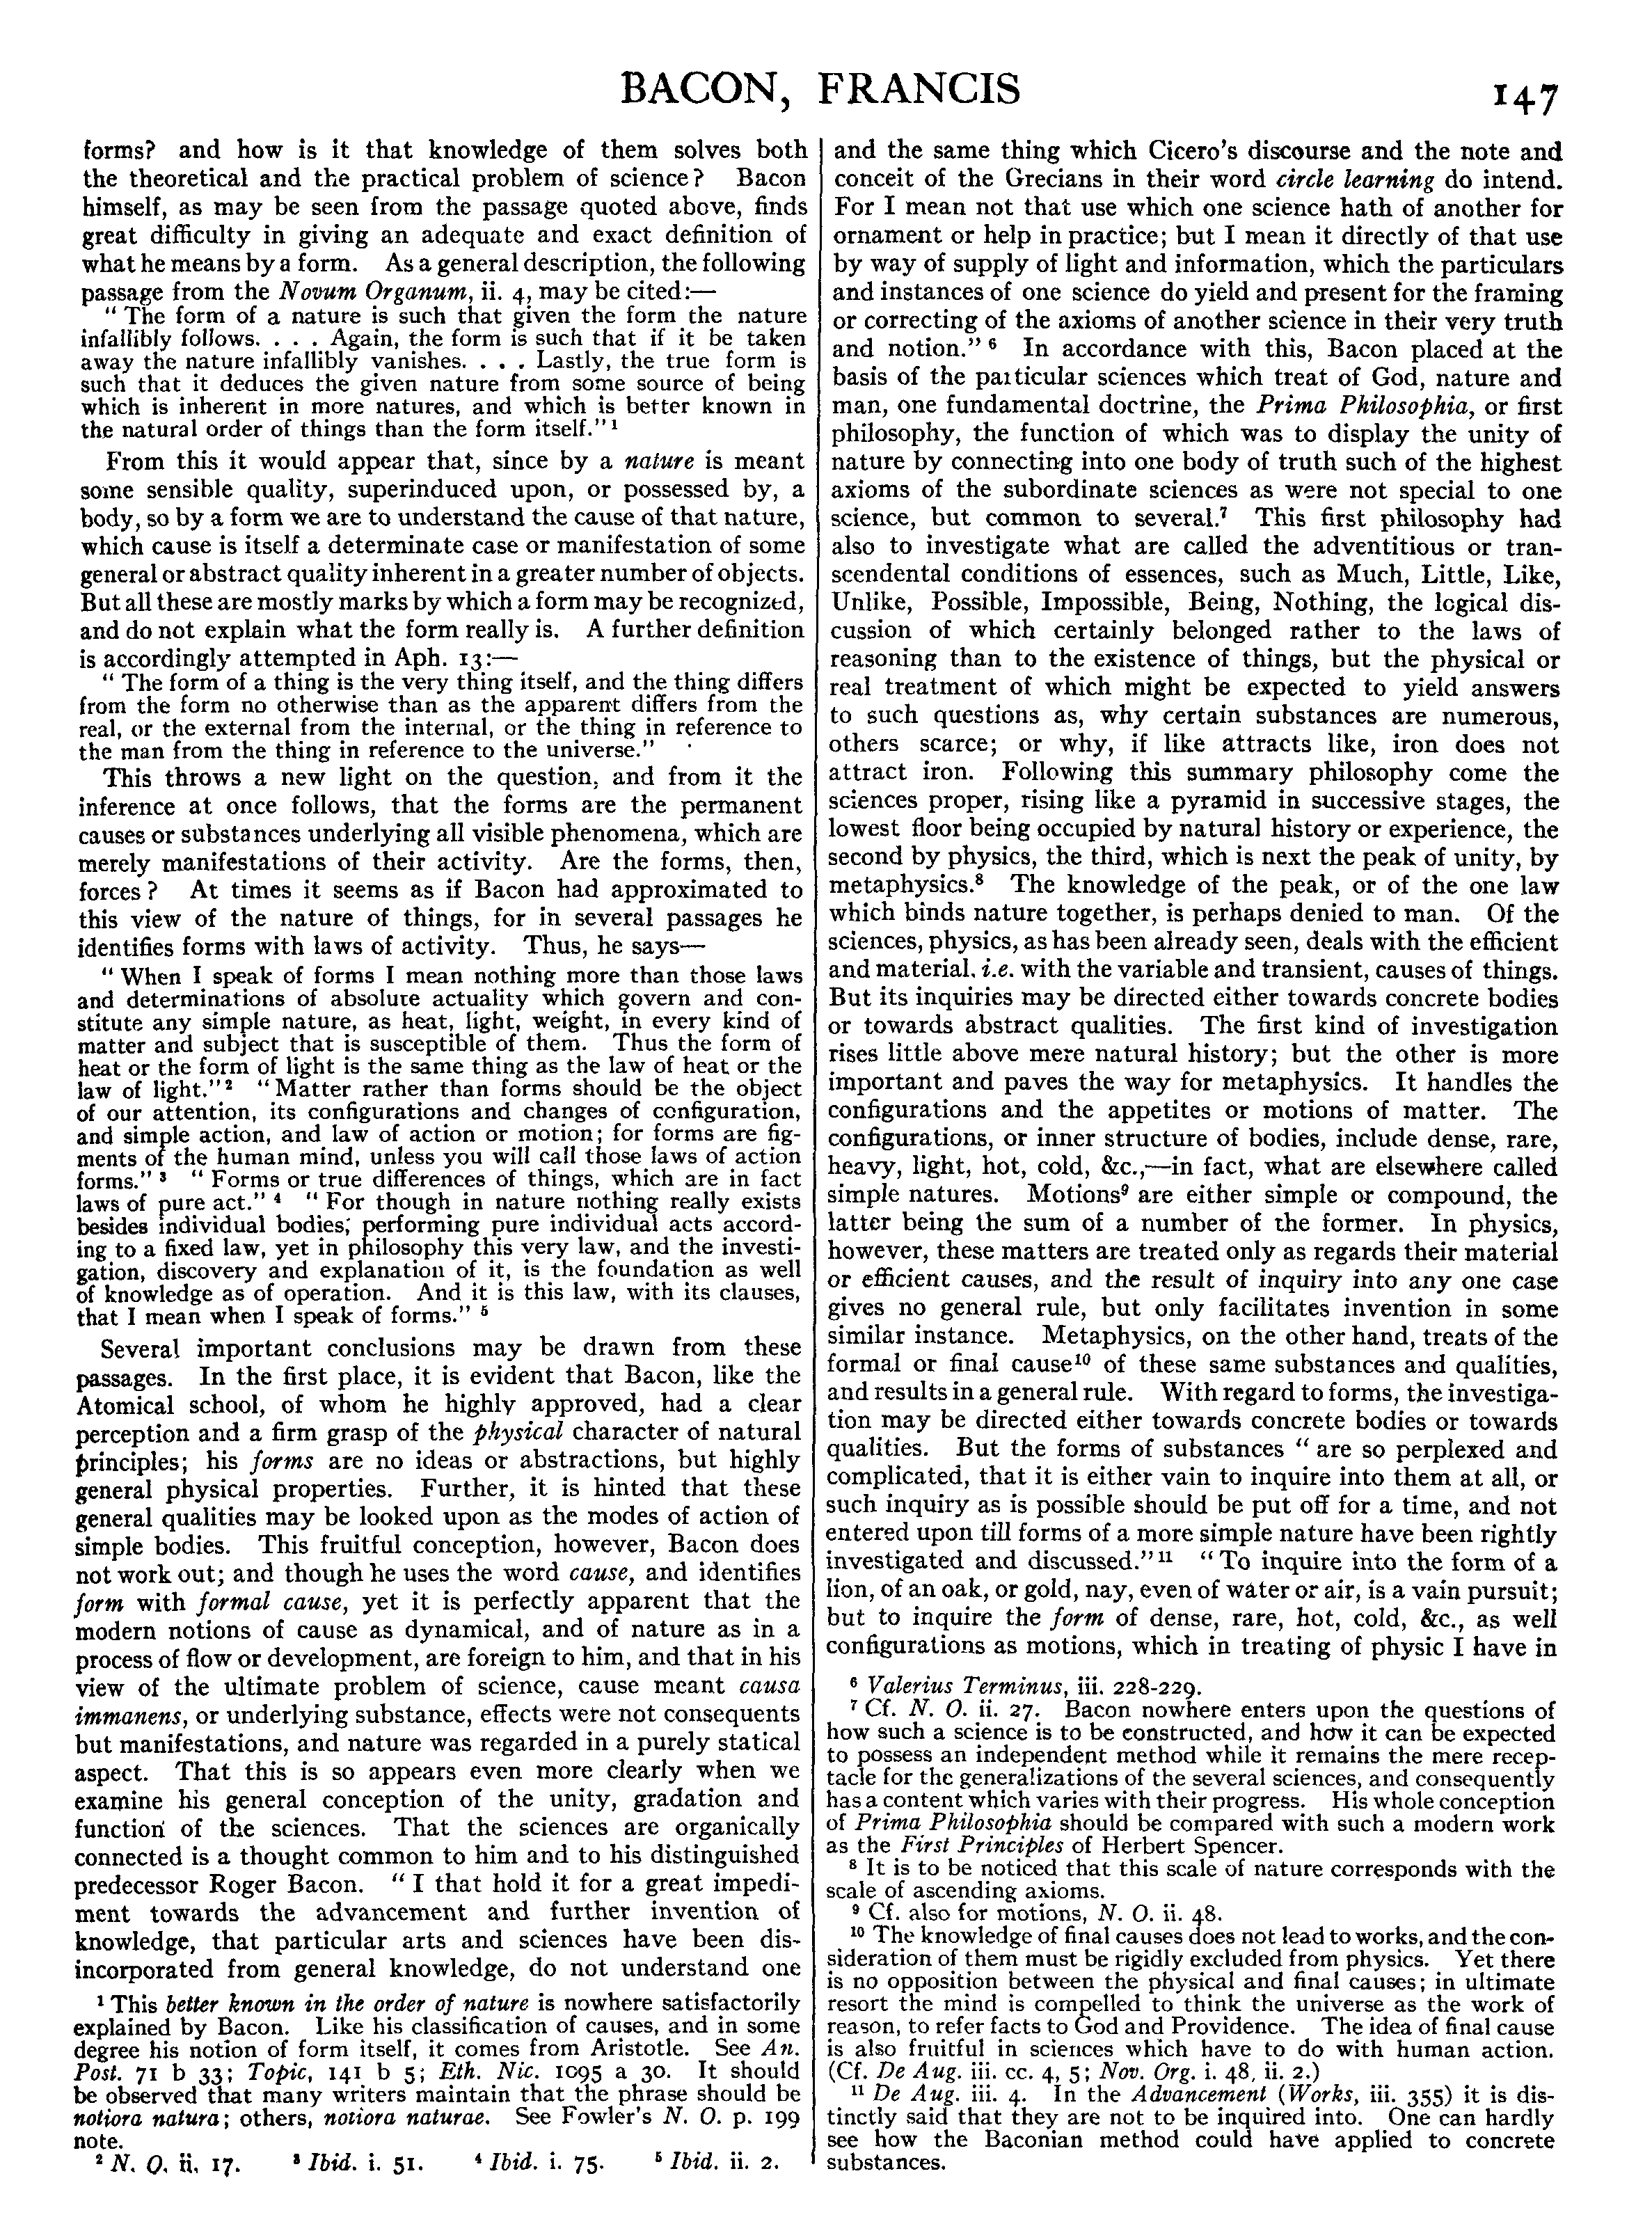 BACON, FRANCIS
147
forms? and how is it that knowledge of them solves both
the theoretical and the practical problem of science? Bacon
himself, as may be seen from the passage quoted above, finds
great difficulty in giving an adequate and exact definition of
what he means by a form. As a general description, the following
passage from the Novum Organum, ii. 4, may be cited:—
“ The form of a nature is such that given the form the nature
infallibly follows. . . . Again, the form is such that if it be taken
away the nature infallibly vanishes. . . . Lastly, the true form is
such that it deduces the given nature from some source of being
which is inherent in more natures, and which is better known in
the natural order of things than the form itself.” 1
From this it would appear that, since by a nature is meant
some sensible quality, superinduced upon, or possessed by, a
body, so by a form we are to understand the cause of that nature,
which cause is itself a determinate case or manifestation of some
general or abstract quality inherent in a greater number of objects.
But all these are mostly marks by which a form may be recognized,
and do not explain what the form really is. A further definition
is accordingly attempted in Aph. 13:—
“ The form of a thing is the very thing itself, and the thing differs
from the form no otherwise than as the apparent differs from the
real, or the external from the internal, or the thing in reference to
the man from the thing in reference to the universe.”
This throws a new light on the question, and from it the
inference at once follows, that the forms are the permanent
causes or substances underlying all visible phenomena, which are
merely manifestations of their activity. Are the forms, then,
forces? At times it seems as if Bacon had approximated to
this view of the nature of things, for in several passages he
identifies forms with laws of activity. Thus, he says—
“ When I speak of forms I mean nothing more than those laws
and determinations of absolute actuality which govern and con-
stitute any simple nature, as heat, light, weight, in every kind of
matter and subject that is susceptible of them. Thus the form of
heat or the form of light is the same thing as the law of heat or the
law of light.” 2 “ Matter rather than forms should be the object
of our attention, its configurations and changes of configuration,
and simple action, and law of action or motion; for forms are fig-
ments of the human mind, unless you will call those laws of action
forms.” 3 “ Forms or true differences of things, which are in fact
laws of pure act.” 4 “ For though in nature nothing really exists
besides individual bodies, performing pure individual acts accord-
ing to a fixed law, yet in philosophy this very law, and the investi-
gation, discovery and explanation of it, is the foundation as well
of knowledge as of operation. And it is this law, with its clauses,
that I mean when I speak of forms.” 5
Several important conclusions may be drawn from these
passages. In the first place, it is evident that Bacon, like the
Atomical school, of whom he highly approved, had a clear
perception and a firm grasp of the physical character of natural
principles; his forms are no ideas or abstractions, but highly
general physical properties. Further, it is hinted that these
general qualities may be looked upon as the modes of action of
simple bodies. This fruitful conception, however, Bacon does
not work out; and though he uses the word cause, and identifies
form with formal cause, yet it is perfectly apparent that the
modern notions of cause as dynamical, and of nature as in a
process of flow or development, are foreign to him, and that in his
view of the ultimate problem of science, cause meant causa
immanens, or underlying substance, effects were not consequents
but manifestations, and nature was regarded in a purely statical
aspect. That this is so appears even more clearly when we
examine his general conception of the unity, gradation and
function of the sciences. That the sciences are organically
connected is a thought common to him and to his distinguished
predecessor Roger Bacon. “ I that hold it for a great impedi-
ment towards the advancement and further invention of
knowledge, that particular arts and sciences have been dis-
incorporated from general knowledge, do not understand one
1 This better known in the order of nature is nowhere satisfactorily
explained by Bacon. Like his classification of causes, and in some
degree his notion of form itself, it comes from Aristotle. See An.
Post. 71 b 33; Topic, 141 b 5; Eth. Nic. 1095 a 30. It should
be observed that many writers maintain that the phrase should be
notiora natura; others, notiora naturae. See Fowler’s N. O. p. 199
note.
2 N. O. ii. 17. 3 Ibid. i. 51. 4 Ibid. i. 75. 5 Ibid. ii. 2.
and the same thing which Cicero’s discourse and the note and
conceit of the Grecians in their word circle learning do intend.
For I mean not that use which one science hath of another for
ornament or help in practice; but I mean it directly of that use
by way of supply of light and information, which the particulars
and instances of one science do yield and present for the framing
or correcting of the axioms of another science in their very truth
and notion.” 6 In accordance with this, Bacon placed at the
basis of the particular sciences which treat of God, nature and
man, one fundamental doctrine, the Prima Philosophia, or first
philosophy, the function of which was to display the unity of
nature by connecting into one body of truth such of the highest
axioms of the subordinate sciences as were not special to one
science, but common to several.7 This first philosophy had
also to investigate what are called the adventitious or tran-
scendental conditions of essences, such as Much, Little, Like,
Unlike, Possible, Impossible, Being, Nothing, the logical dis-
cussion of which certainly belonged rather to the laws of
reasoning than to the existence of things, but the physical or
real treatment of which might be expected to yield answers
to such questions as, why certain substances are numerous,
others scarce; or why, if like attracts like, iron does not
attract iron. Following this summary philosophy come the
sciences proper, rising like a pyramid in successive stages, the
lowest floor being occupied by natural history or experience, the
second by physics, the third, which is next the peak of unity, by
metaphysics.8 The knowledge of the peak, or of the one law
which binds nature together, is perhaps denied to man. Of the
sciences, physics, as has been already seen, deals with the efficient
and material, i.e. with the variable and transient, causes of things.
But its inquiries may be directed either towards concrete bodies
or towards abstract qualities. The first kind of investigation
rises little above mere natural history; but the other is more
important and paves the way for metaphysics. It handles the
configurations and the appetites or motions of matter. The
configurations, or inner structure of bodies, include dense, rare,
heavy, light, hot, cold, &c.,—in fact, what are elsewhere called
simple natures. Motions9 are either simple or compound, the
latter being the sum of a number of the former. In physics,
however, these matters are treated only as regards their material
or efficient causes, and the result of inquiry into any one case
gives no general rule, but only facilitates invention in some
similar instance. Metaphysics, on the other hand, treats of the
formal or final cause10 of these same substances and qualities,
and results in a general rule. With regard to forms, the investiga-
tion may be directed either towards concrete bodies or towards
qualities. But the forms of substances “ are so perplexed and
complicated, that it is either vain to inquire into them at all, or
such inquiry as is possible should be put off for a time, and not
entered upon till forms of a more simple nature have been rightly
investigated and discussed.” 11 “ To inquire into the form of a
lion, of an oak, or gold, nay, even of water or air, is a vain pursuit;
but to inquire the form of dense, rare, hot, cold, &c., as well
configurations as motions, which in treating of physic I have in
6 Valerius Terminus, iii. 228-229.
7 Cf. N. O. ii. 27. Bacon nowhere enters upon the questions of
how such a science is to be constructed, and how it can be expected
to possess an independent method while it remains the mere recep-
tacle for the generalizations of the several sciences, and consequently
has a content which varies with their progress. His whole conception
of Prima Philosophia should be compared with such a modern work
as the First Principles of Herbert Spencer.
8 It is to be noticed that this scale of nature corresponds with the
scale of ascending axioms.
9 Cf. also for motions, N. O. ii. 48.
10 The knowledge of final causes does not lead to works, and the con-
sideration of them must be rigidly excluded from physics. Yet there
is no opposition between the physical and final causes; in ultimate
resort the mind is compelled to think the universe as the work of
reason, to refer facts to God and Providence. The idea of final cause
is also fruitful in sciences which have to do with human action.
(Cf. De Aug. iii. cc. 4, 5; Nov. Org. i. 48, ii. 2.)
11 De Aug. iii. 4. In the Advancement (Works, iii. 355) it is dis-
tinctly said that they are not to be inquired into. One can hardly
see how the Baconian method could have applied to concrete
substances.